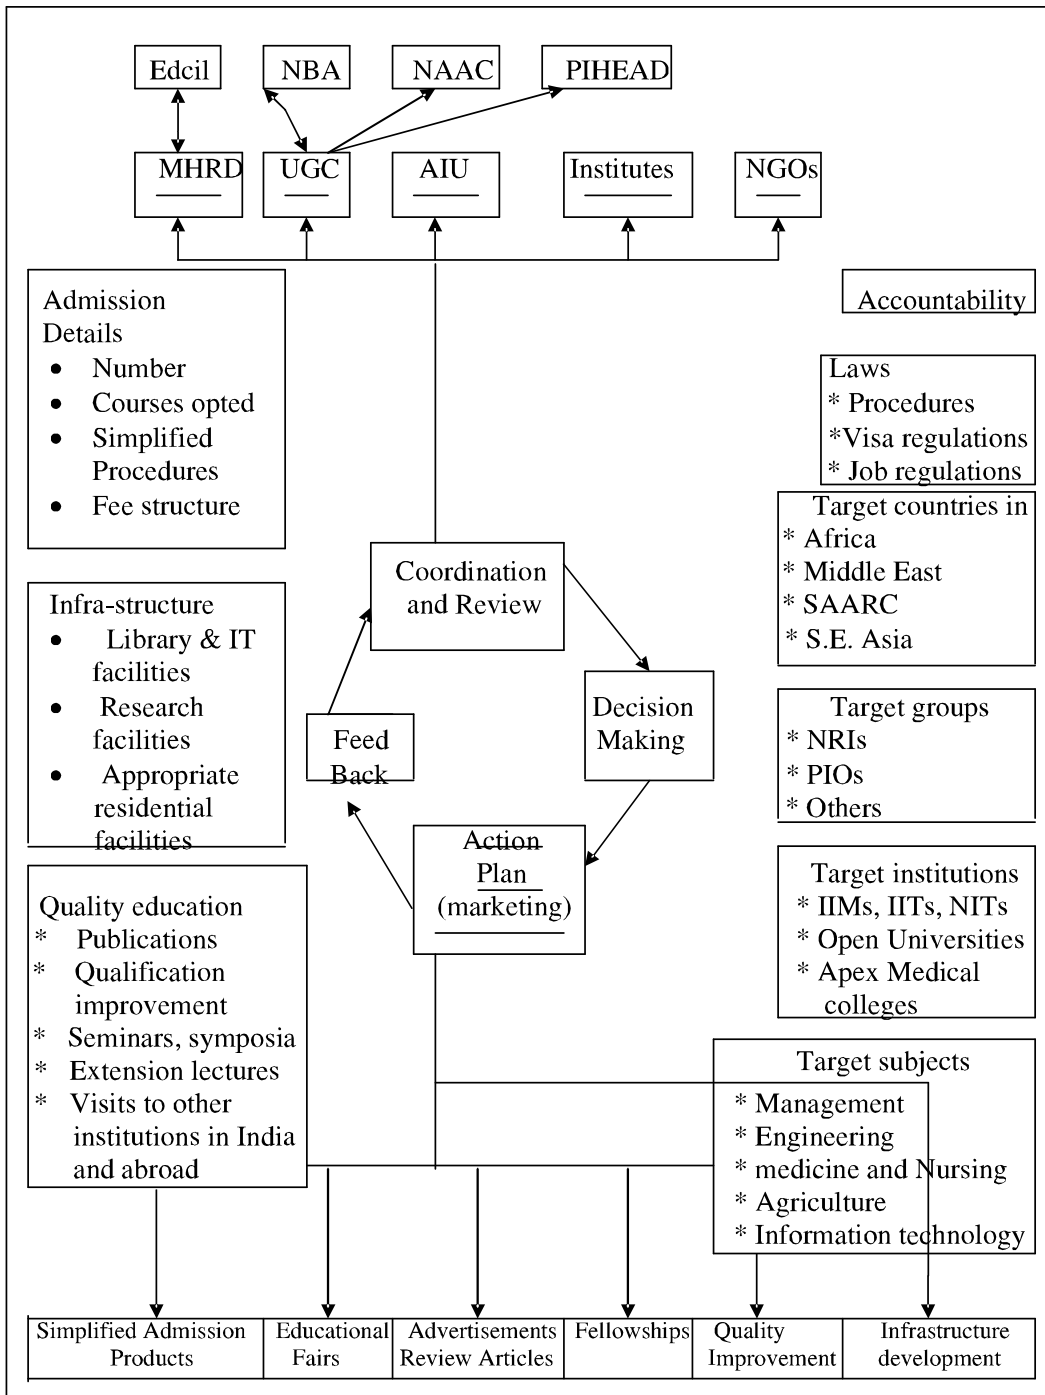 Edcil NBA NAAC PIHEAD
MHRD UGC AIU Institutes NGOs
Admission
Details
• Number
• Courses opted
• Simplified
Procedures
• Fee structure
Infra-structure
• Library & IT
facilities
• Research
facilities
• Appropriate
residential
facilities
Quality education
* Publications
* Qualification
improvement
* Seminars, symposia
* Extension lectures
* Visits to other
institutions in India
and abroad
Coordination
and Review
Decision
Making
Feed
Back
Action
Plan
(marketing)
Accountability
Laws
* Procedures
*Visa regulations
* Job regulations
Target countries in
* Africa
* Middle East
* SAARC
* S.E. Asia
Target groups
* NRIs
* PIOs
* Others
Target institutions
* IIMs, IITs, NITs
* Open Universities
* Apex Medical
colleges
Target subjects
* Management
* Engineering
* medicine and Nursing
* Agriculture
* Information technology
Simplified Admission
Products
Educational
Fairs
Advertisements
Review Articles
Fellowships
Quality
Improvement
Infrastructure
development